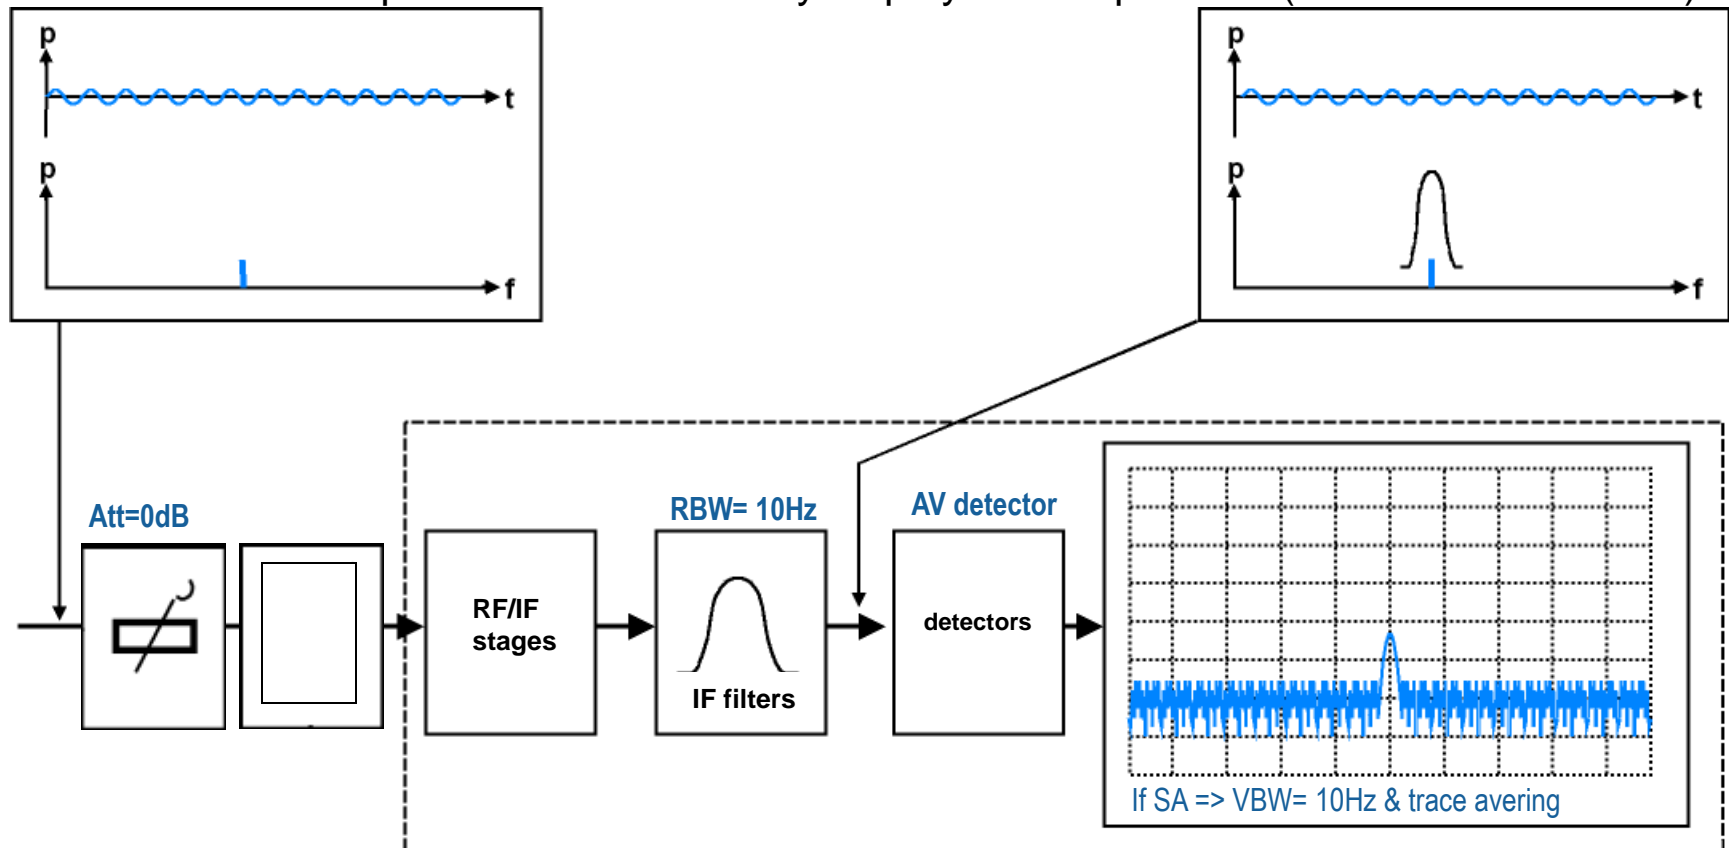 p
t
p
f
p
t
p
f
Att=0dB
RBW= 10Hz
AV detector
RF/IF
stages
IF filters
detectors
If SA => VBW= 10Hz & trace avering